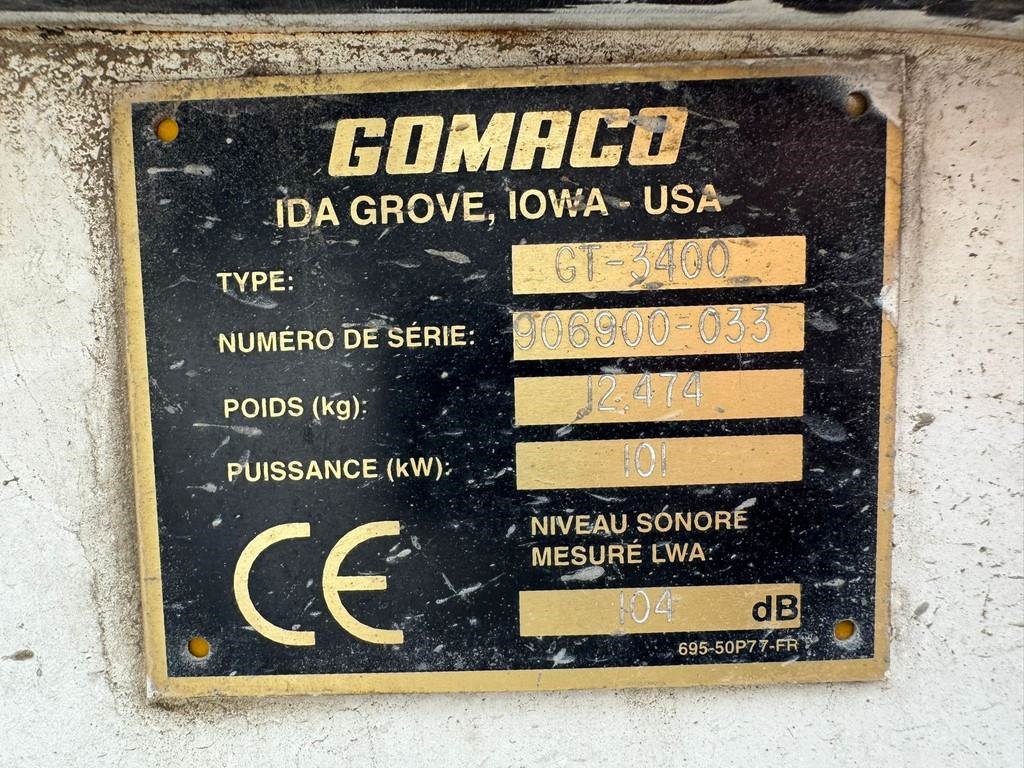 GOMACO
IDA GROVE, IOWA - USA
TYPE: GT-3400
NUMÉRO DE SÉRIE: 906900-033
POIDS (kg): 12.474
PUISSANCE (kW): 101
CE
NIVEAU SONORE
MESURÉ LWA
104 dB
695-50P77-FR